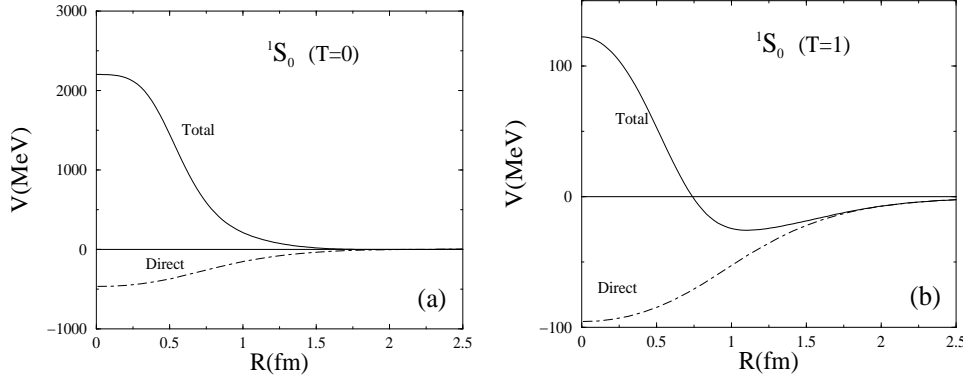 3000
2000
1000
0
−1000
V(MeV)
¹S₀ (T=0)
Total
Direct
(a)
0 0.5 1 1.5 2 2.5
R(fm)
100
0
−100
V(MeV)
¹S₀ (T=1)
Total
Direct
(b)
0 0.5 1 1.5 2 2.5
R(fm)